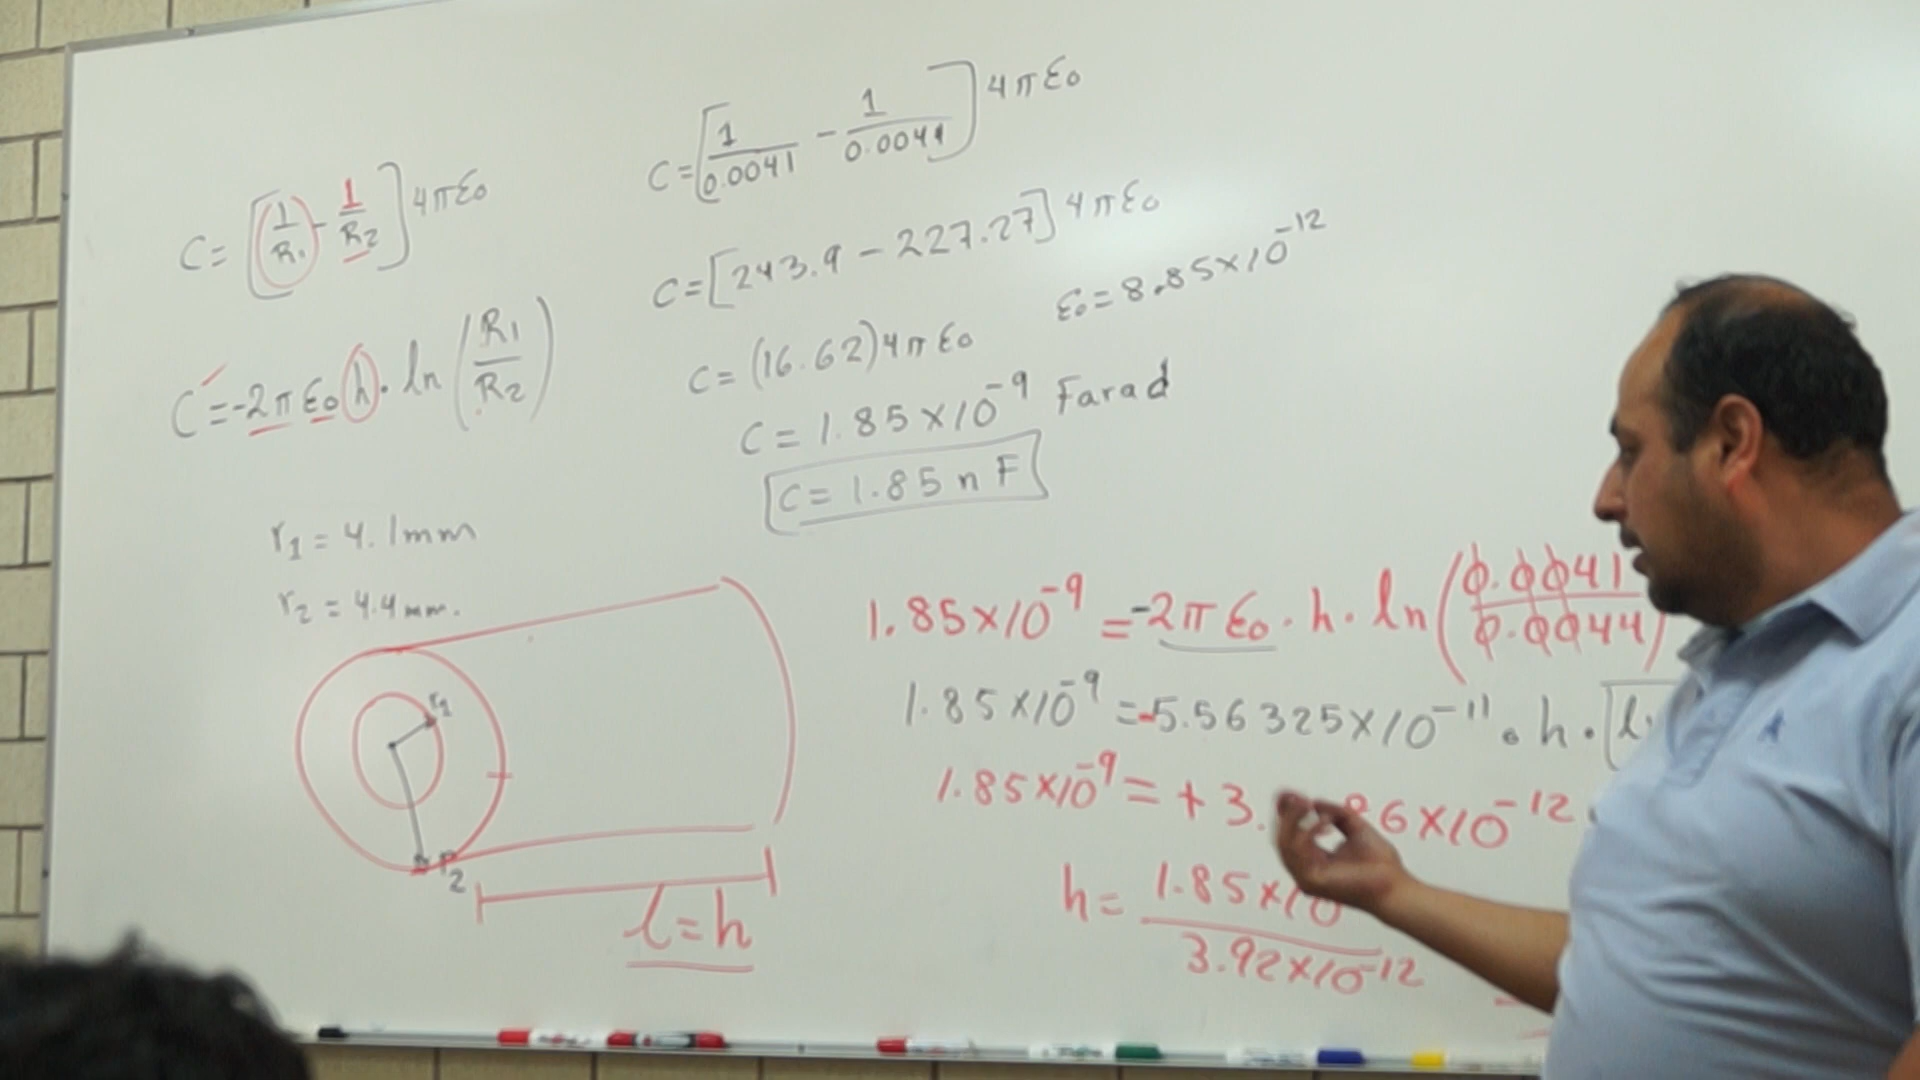 C = [1/R₁ - 1/R₂] 4πε₀
C = -2πε₀ h · ln (R₁/R₂)
r₁ = 4.1mm
r₂ = 4.4mm.
r₁
r₂
l = h
C = [1/0.0041 - 1/0.0044] 4πε₀
C = [243.9 - 227.27] 4πε₀
ε₀ = 8.85×10⁻¹²
C = (16.62) 4πε₀
C = 1.85×10⁻⁹ Farad
C = 1.85 nF
1.85×10⁻⁹ = -2πε₀ · h · ln (0.0041/0.0044)
1.85×10⁻⁹ = -5.56325×10⁻¹¹ · h ·
1.85×10⁻⁹ = + 3. 86×10⁻¹²
h = 1.85×10 / 3.92×10⁻¹²